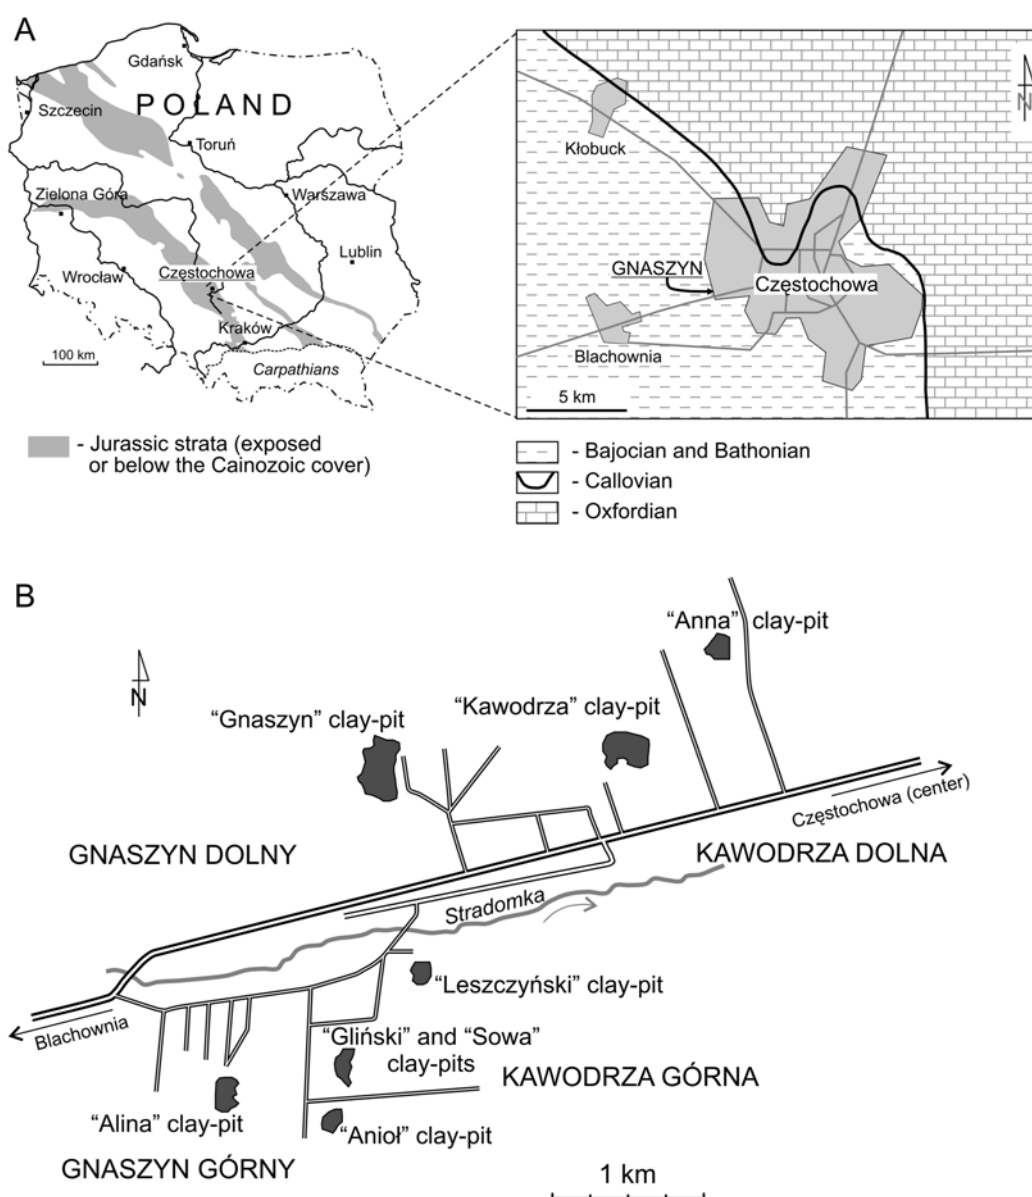 A
Gdańsk
POLAND
Szczecin
Toruń
Zielona Góra
Warszawa
Lublin
Wrocław
Częstochowa
Kraków
100 km
Carpathians
- Jurassic strata (exposed
or below the Cainozoic cover)
N
Kłobuck
GNASZYN
Częstochowa
Blachownia
5 km
- Bajocian and Bathonian
- Callovian
- Oxfordian
B
N
“Anna” clay-pit
“Gnaszyn” clay-pit
“Kawodrza” clay-pit
Częstochowa (center)
GNASZYN DOLNY
KAWODRZA DOLNA
Stradomka
“Leszczyński” clay-pit
Blachownia
“Gliński” and “Sowa”
clay-pits
KAWODRZA GÓRNA
“Alina” clay-pit
“Anioł” clay-pit
GNASZYN GÓRNY
1 km